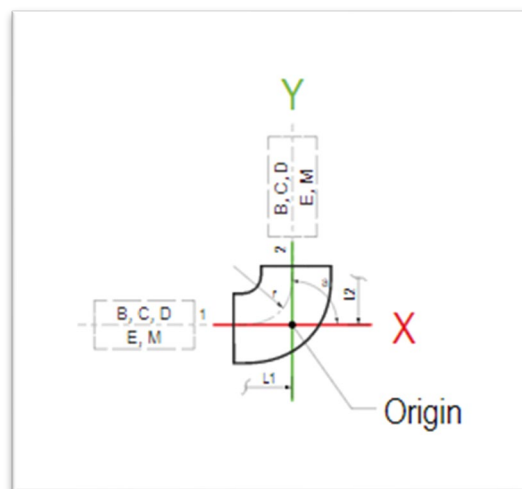 Y
B, C, D
E, M
2
B, C, D
E, M
1
r
a
L2
X
L1
Origin